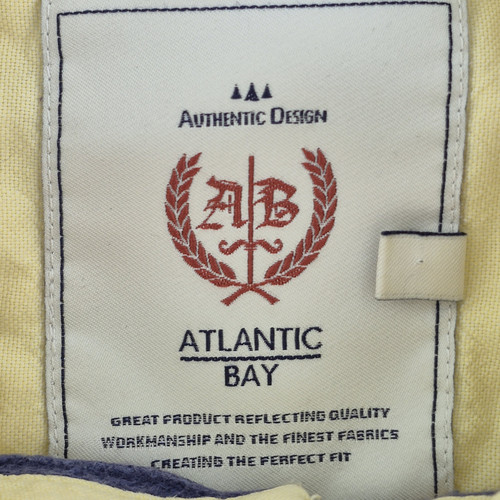 AUTHENTIC DESIGN
AB
ATLANTIC
BAY
GREAT PRODUCT REFLECTING QUALITY
WORKMANSHIP AND THE FINEST FABRICS
CREATING THE PERFECT FIT